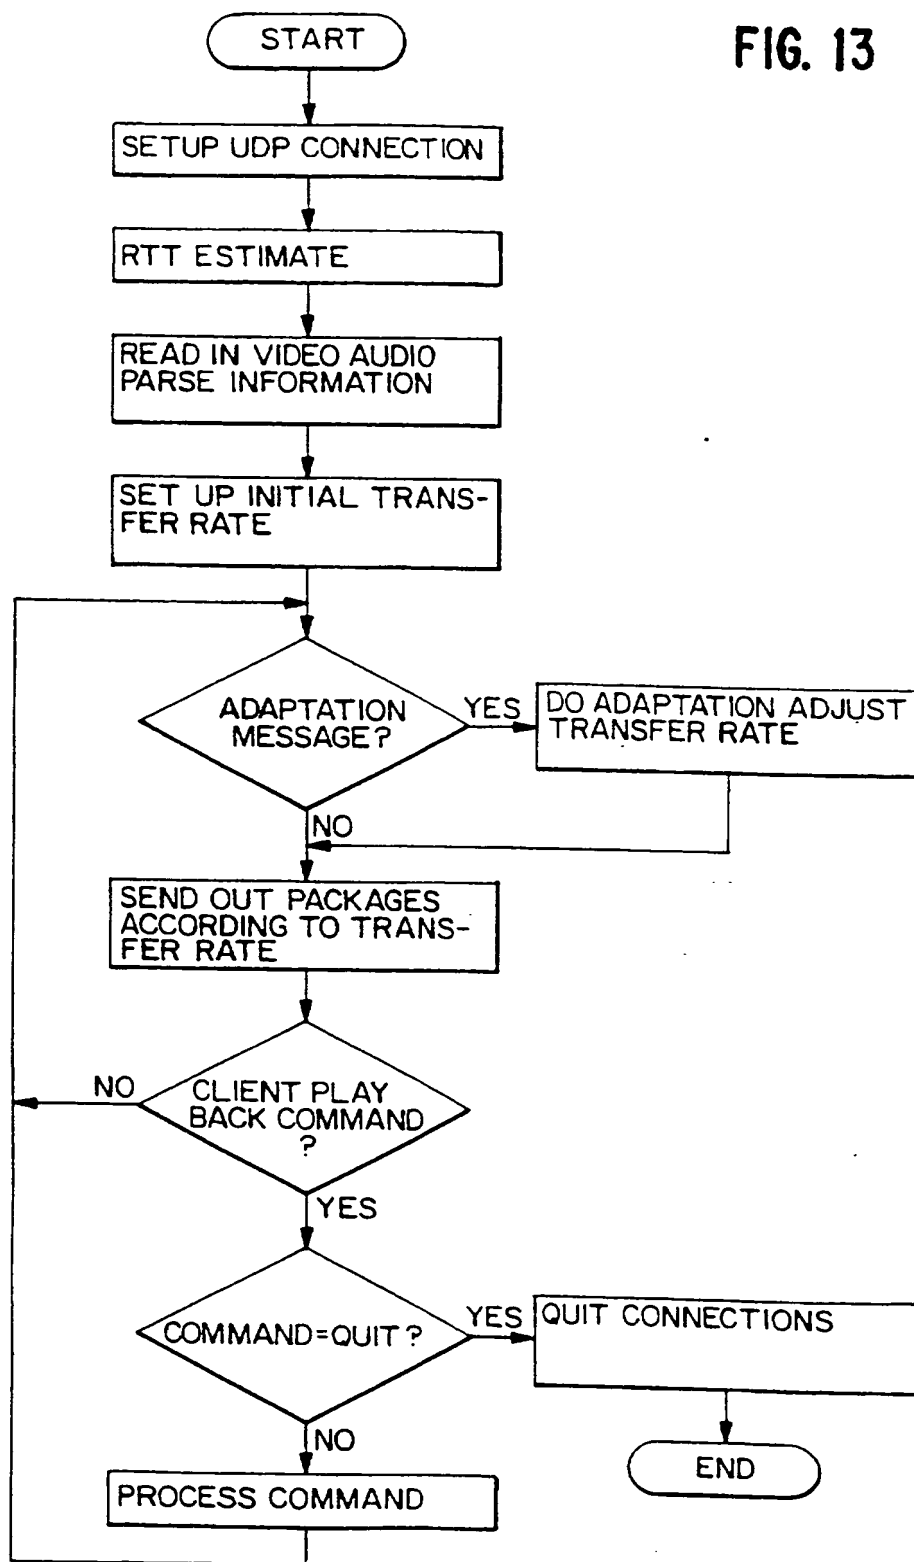 FIG. 13
START
SETUP UDP CONNECTION
RTT ESTIMATE
READ IN VIDEO AUDIO
PARSE INFORMATION
SET UP INITIAL TRANS-
FER RATE
ADAPTATION
MESSAGE?
YES
DO ADAPTATION ADJUST
TRANSFER RATE
NO
SEND OUT PACKAGES
ACCORDING TO TRANS-
FER RATE
NO
CLIENT PLAY
BACK COMMAND
?
YES
COMMAND=QUIT?
YES
QUIT CONNECTIONS
NO
END
PROCESS COMMAND